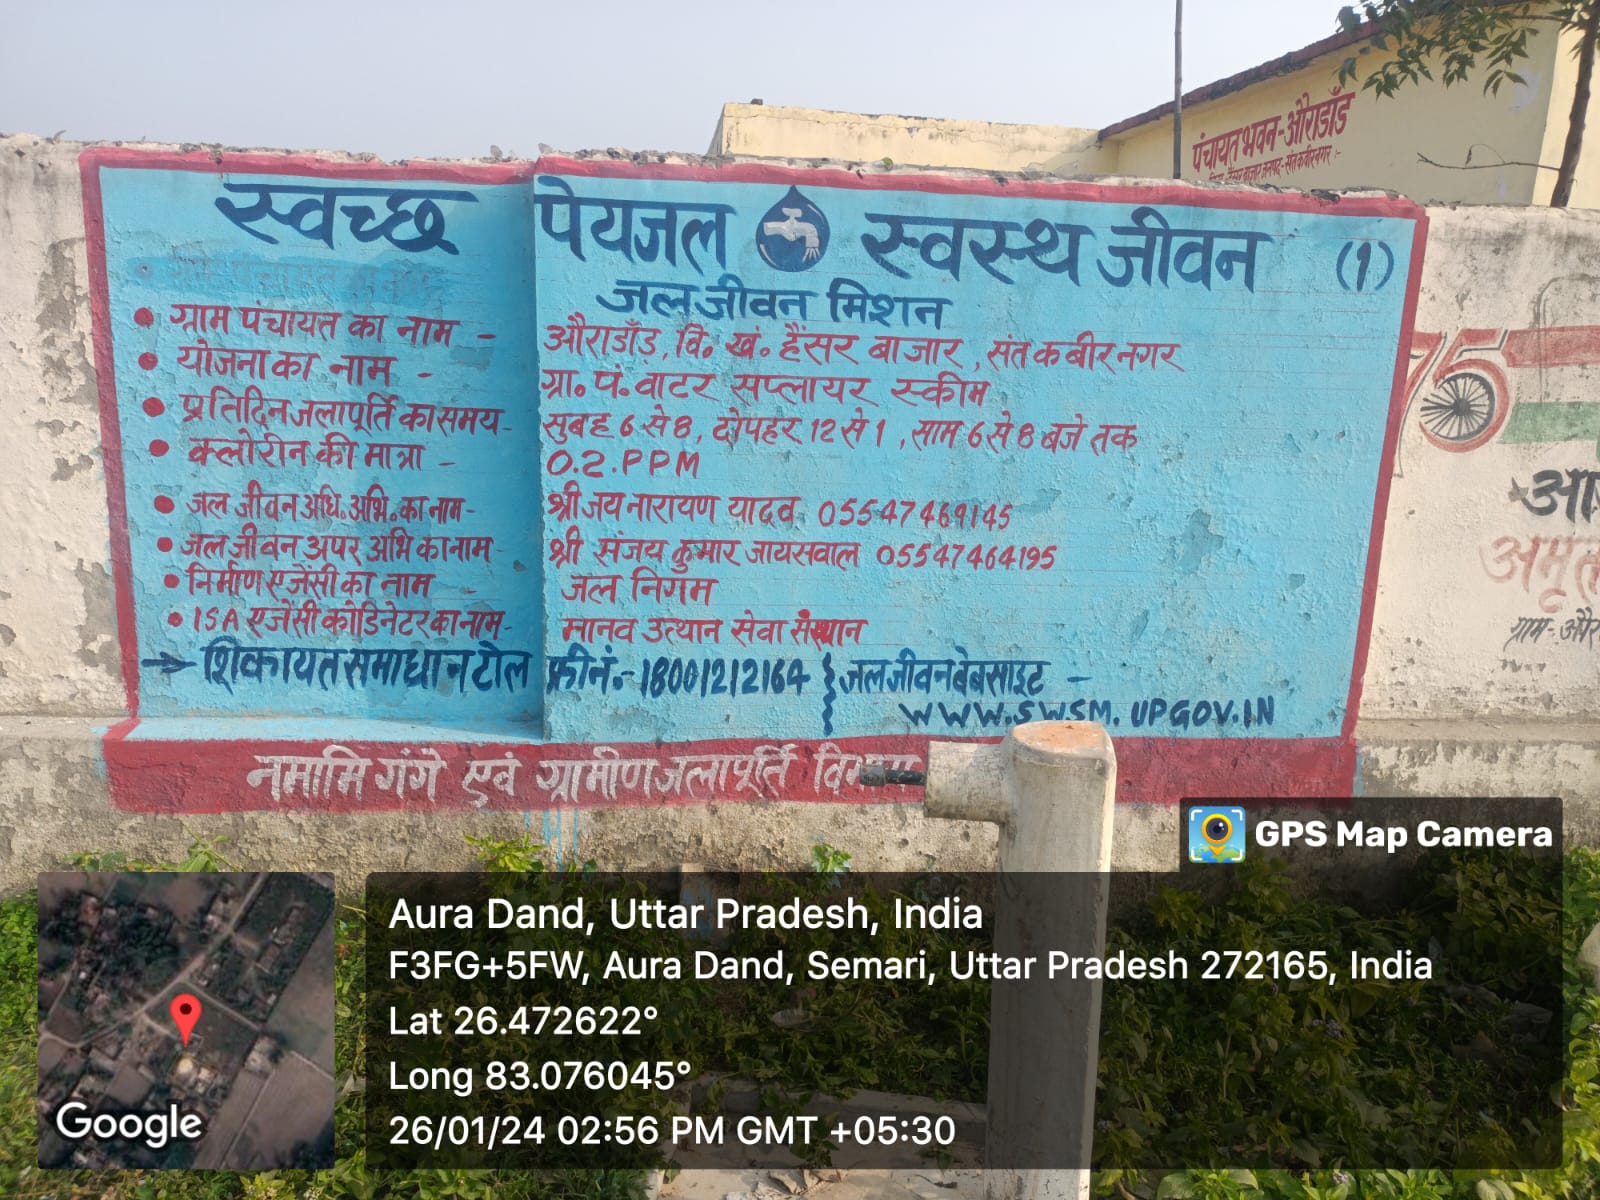 पंचायत भवन-औराडाँड
स्वच्छ पेयजल स्वस्थ जीवन (1)
जल जीवन मिशन
• ग्राम पंचायत का नाम - औराडाँड़, वि. खं. हैंसर बाजार, संत कबीर नगर
• योजना का नाम - ग्रा. पं. वाटर सप्लायर स्कीम
• प्रतिदिन जलापूर्ति का समय - सुबह 6 से 8, दोपहर 12 से 1, साम 6 से 8 बजे तक
• क्लोरीन की मात्रा - 0.2.PPM
• जल जीवन अधि. अभि. का नाम - श्री जय नारायण यादव 05547469145
• जल जीवन अपर अभि का नाम - श्री संजय कुमार जायसवाल 05547464195
• निर्माण एजेंसी का नाम - जल निगम
• ISA एजेंसी कोडिनेटर का नाम - मानव उत्थान सेवा संस्थान
→ शिकायत समाधान टोल फ्री नं.- 18001212164 जल जीवन बेबसाइट -
WWW.SWSM.UPGOV.IN
नमामि गंगे एवं ग्रामीण जलापूर्ति विभाग
75
अमृत
ग्राम-
GPS Map Camera
Aura Dand, Uttar Pradesh, India
F3FG+5FW, Aura Dand, Semari, Uttar Pradesh 272165, India
Lat 26.472622°
Long 83.076045°
26/01/24 02:56 PM GMT +05:30
Google